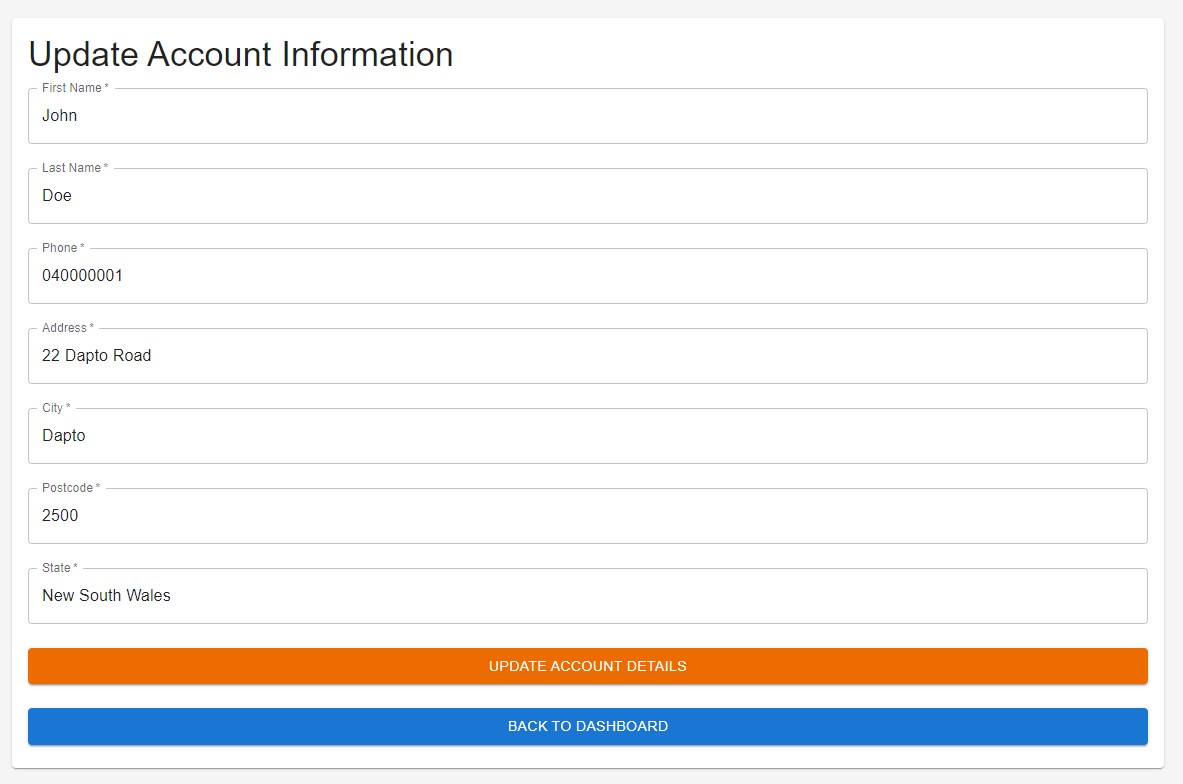 Update Account Information
First Name *
John
Last Name *
Doe
Phone *
040000001
Address *
22 Dapto Road
City *
Dapto
Postcode *
2500
State *
New South Wales
UPDATE ACCOUNT DETAILS
BACK TO DASHBOARD